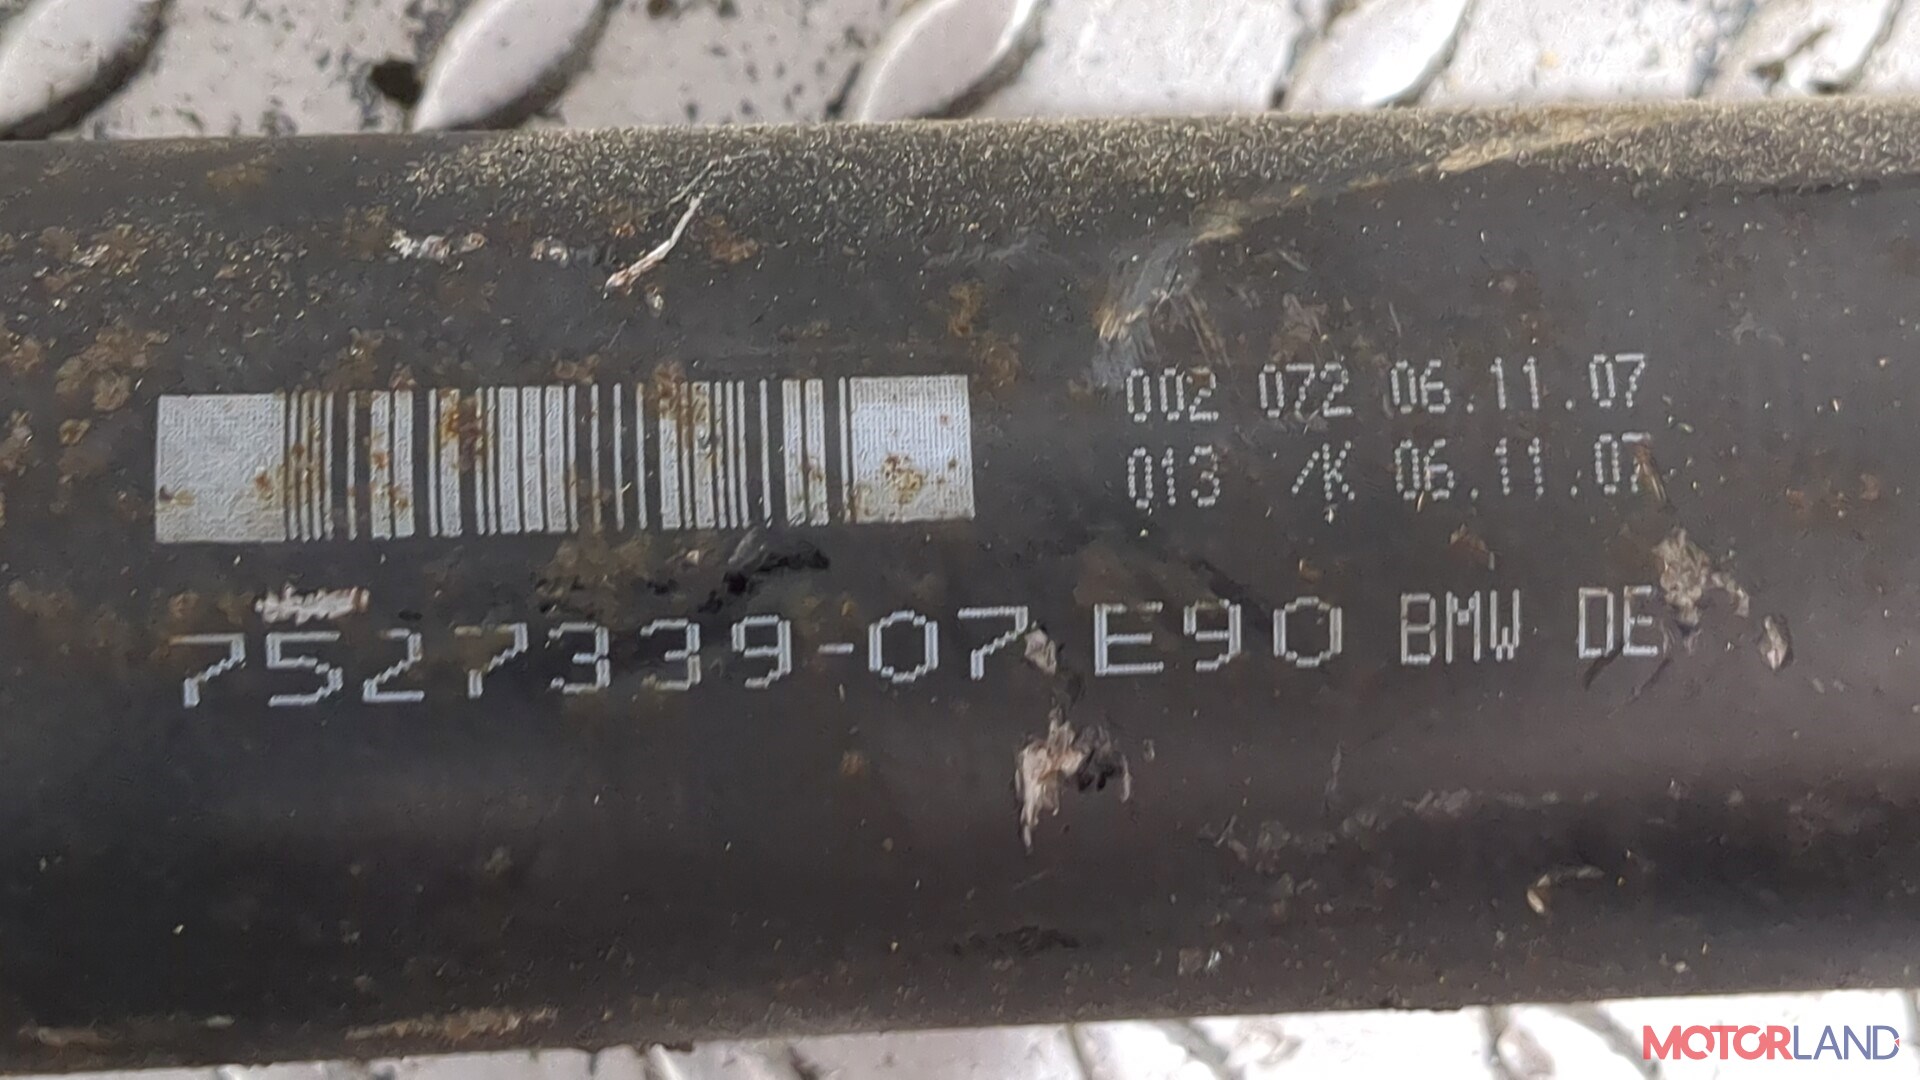 002 072 06.11.07
013 /K 06.11.07
7527339-07 E90 BMW DE
MOTORLAND